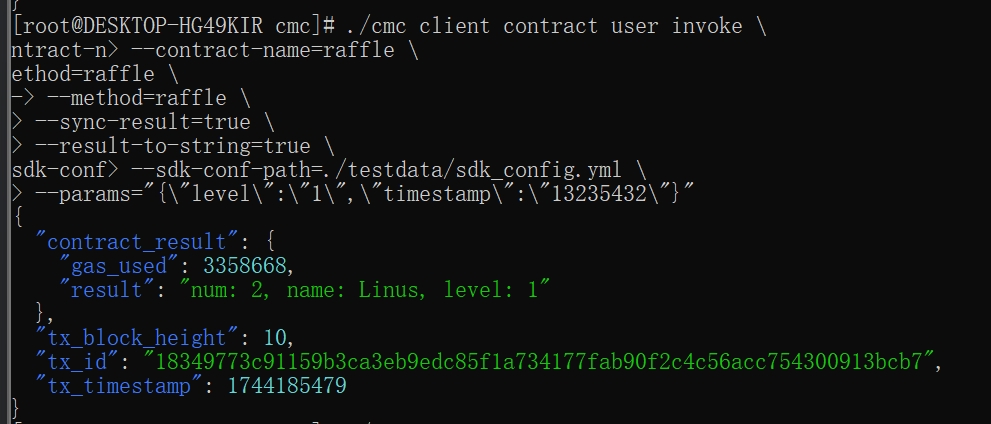 }
[root@DESKTOP-HG49KIR cmc]# ./cmc client contract user invoke \
ntract-n> --contract-name=raffle \
ethod=raffle \
-> --method=raffle \
> --sync-result=true \
> --result-to-string=true \
sdk-conf> --sdk-conf-path=./testdata/sdk_config.yml \
> --params="{\"level\":\"1\",\"timestamp\":\"13235432\"}"
{
  "contract_result": {
    "gas_used": 3358668,
    "result": "num: 2, name: Linus, level: 1"
  },
  "tx_block_height": 10,
  "tx_id": "18349773c91159b3ca3eb9edc85f1a734177fab90f2c4c56acc754300913bcb7",
  "tx_timestamp": 1744185479
}